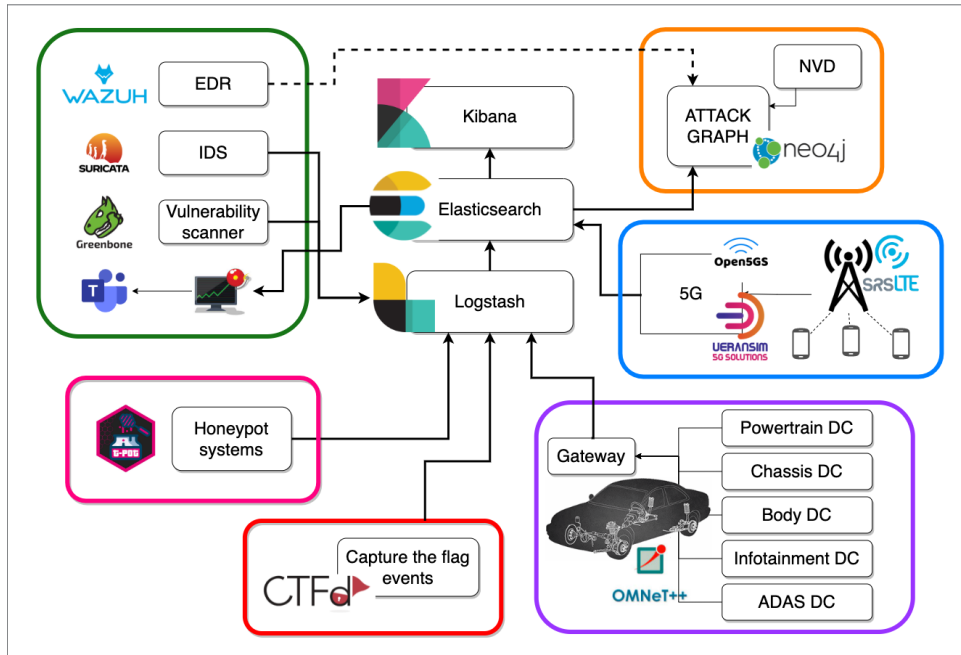 WAZUH
EDR
SURICATA
IDS
Greenbone
Vulnerability
scanner
T
Kibana
Elasticsearch
Logstash
NVD
ATTACK
GRAPH
neo4j
Open5GS
5G
SRSLTE
UERANSIM
5G SOLUTIONS
T-POT
Honeypot
systems
CTFd
Capture the flag
events
Gateway
OMNeT++
Powertrain DC
Chassis DC
Body DC
Infotainment DC
ADAS DC